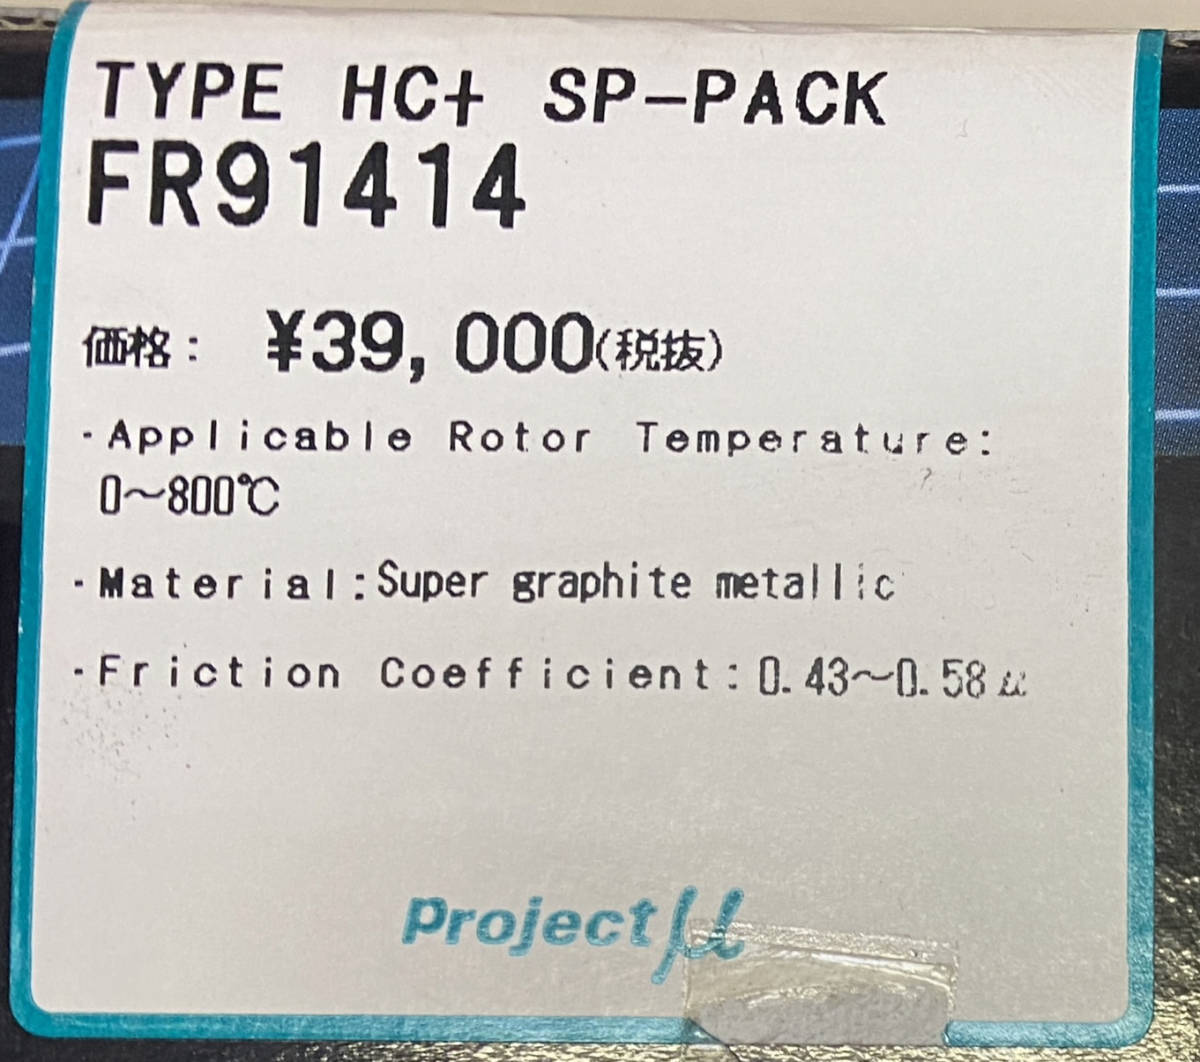 TYPE HC+ SP-PACK
FR91414
価格: ¥39,000(税抜)
・Applicable Rotor Temperature:
0～800℃
・Material:Super graphite metallic
・Friction Coefficient:0.43～0.58μ
Projectμ